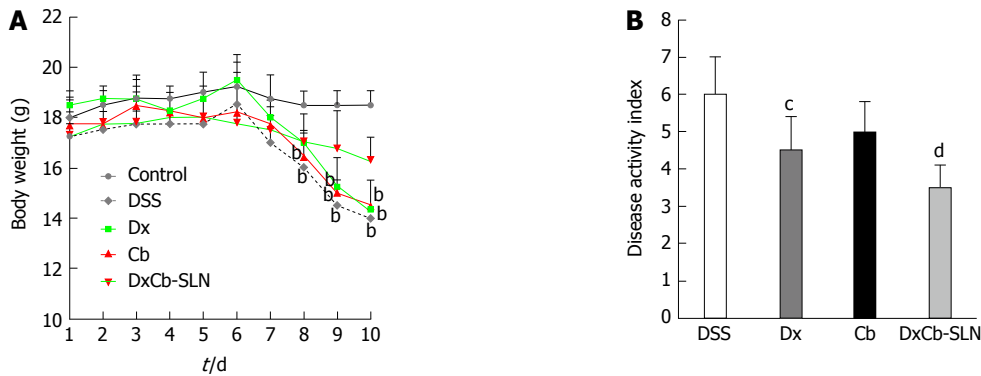 A
Body weight (g)
22
20
18
16
14
12
10
Control
DSS
Dx
Cb
DxCb-SLN
b
b
b
b
b
b
b
b
1 2 3 4 5 6 7 8 9 10
t/d
B
Disease activity index
8
7
6
5
4
3
2
1
0
c
d
DSS Dx Cb DxCb-SLN